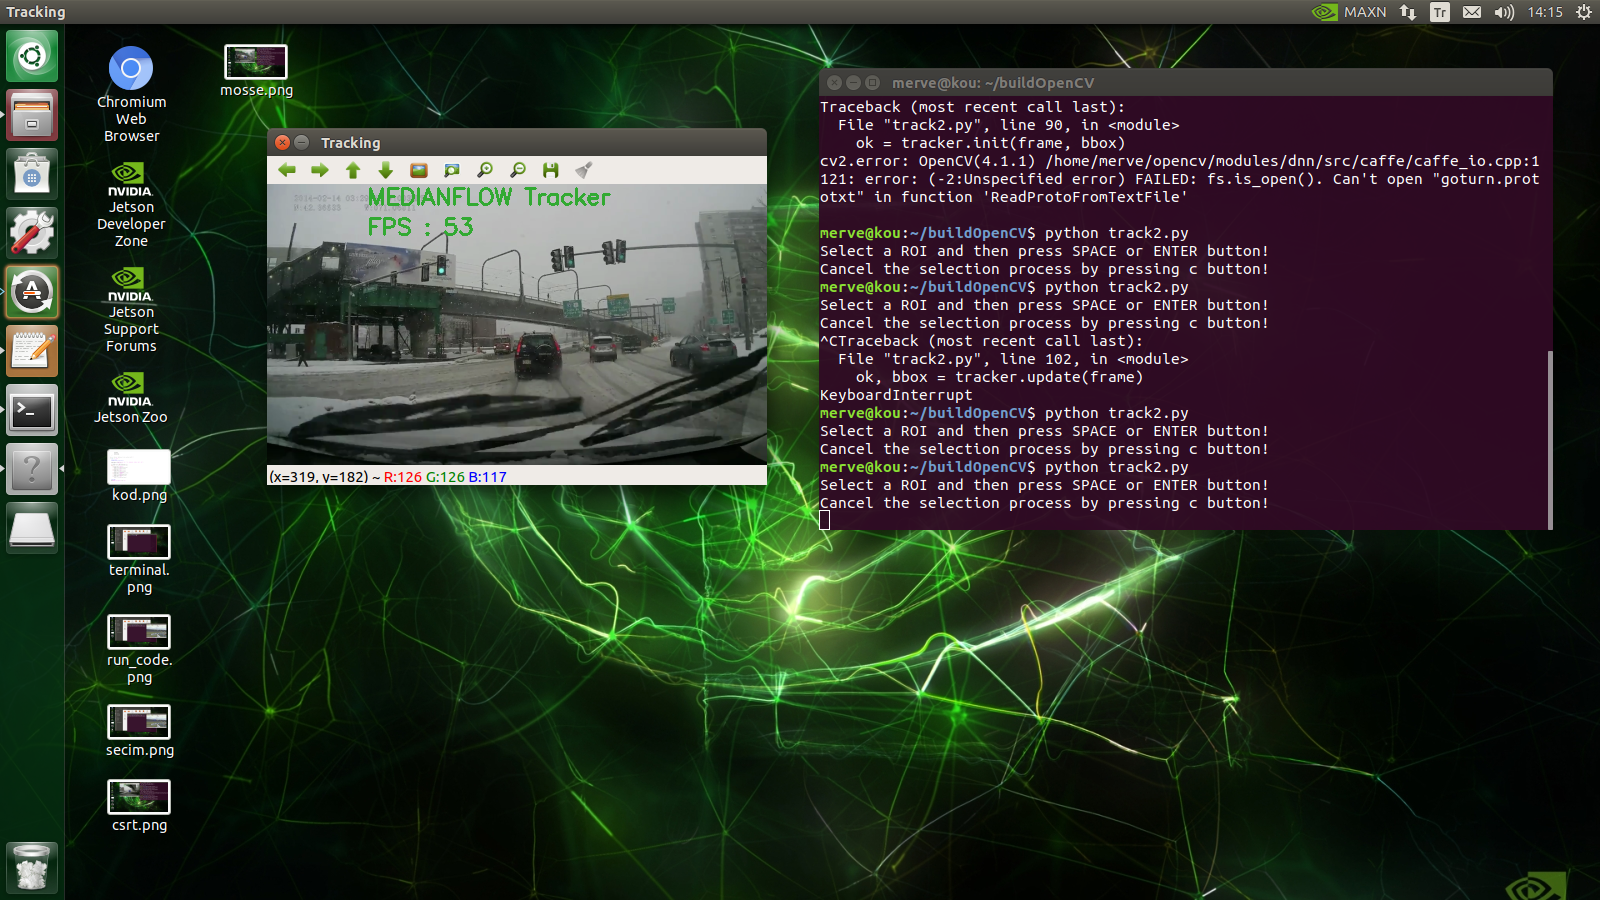 Tracking
MAXN
Tr
14:15
Chromium
Web
Browser
mosse.png
NVIDIA.
Jetson
Developer
Zone
NVIDIA.
Jetson
Support
Forums
NVIDIA.
Jetson Zoo
kod.png
terminal.
png
run_code.
png
secim.png
csrt.png
Tracking
MEDIANFLOW Tracker
FPS : 53
(x=319, y=182) ~ R:126 G:126 B:117
merve@kou: ~/buildOpenCV
Traceback (most recent call last):
File "track2.py", line 90, in <module>
ok = tracker.init(frame, bbox)
cv2.error: OpenCV(4.1.1) /home/merve/opencv/modules/dnn/src/caffe/caffe_io.cpp:1
121: error: (-2:Unspecified error) FAILED: fs.is_open(). Can't open "goturn.prot
otxt" in function 'ReadProtoFromTextFile'
merve@kou:~/buildOpenCV$ python track2.py
Select a ROI and then press SPACE or ENTER button!
Cancel the selection process by pressing c button!
merve@kou:~/buildOpenCV$ python track2.py
Select a ROI and then press SPACE or ENTER button!
Cancel the selection process by pressing c button!
^CTraceback (most recent call last):
File "track2.py", line 102, in <module>
ok, bbox = tracker.update(frame)
KeyboardInterrupt
merve@kou:~/buildOpenCV$ python track2.py
Select a ROI and then press SPACE or ENTER button!
Cancel the selection process by pressing c button!
merve@kou:~/buildOpenCV$ python track2.py
Select a ROI and then press SPACE or ENTER button!
Cancel the selection process by pressing c button!